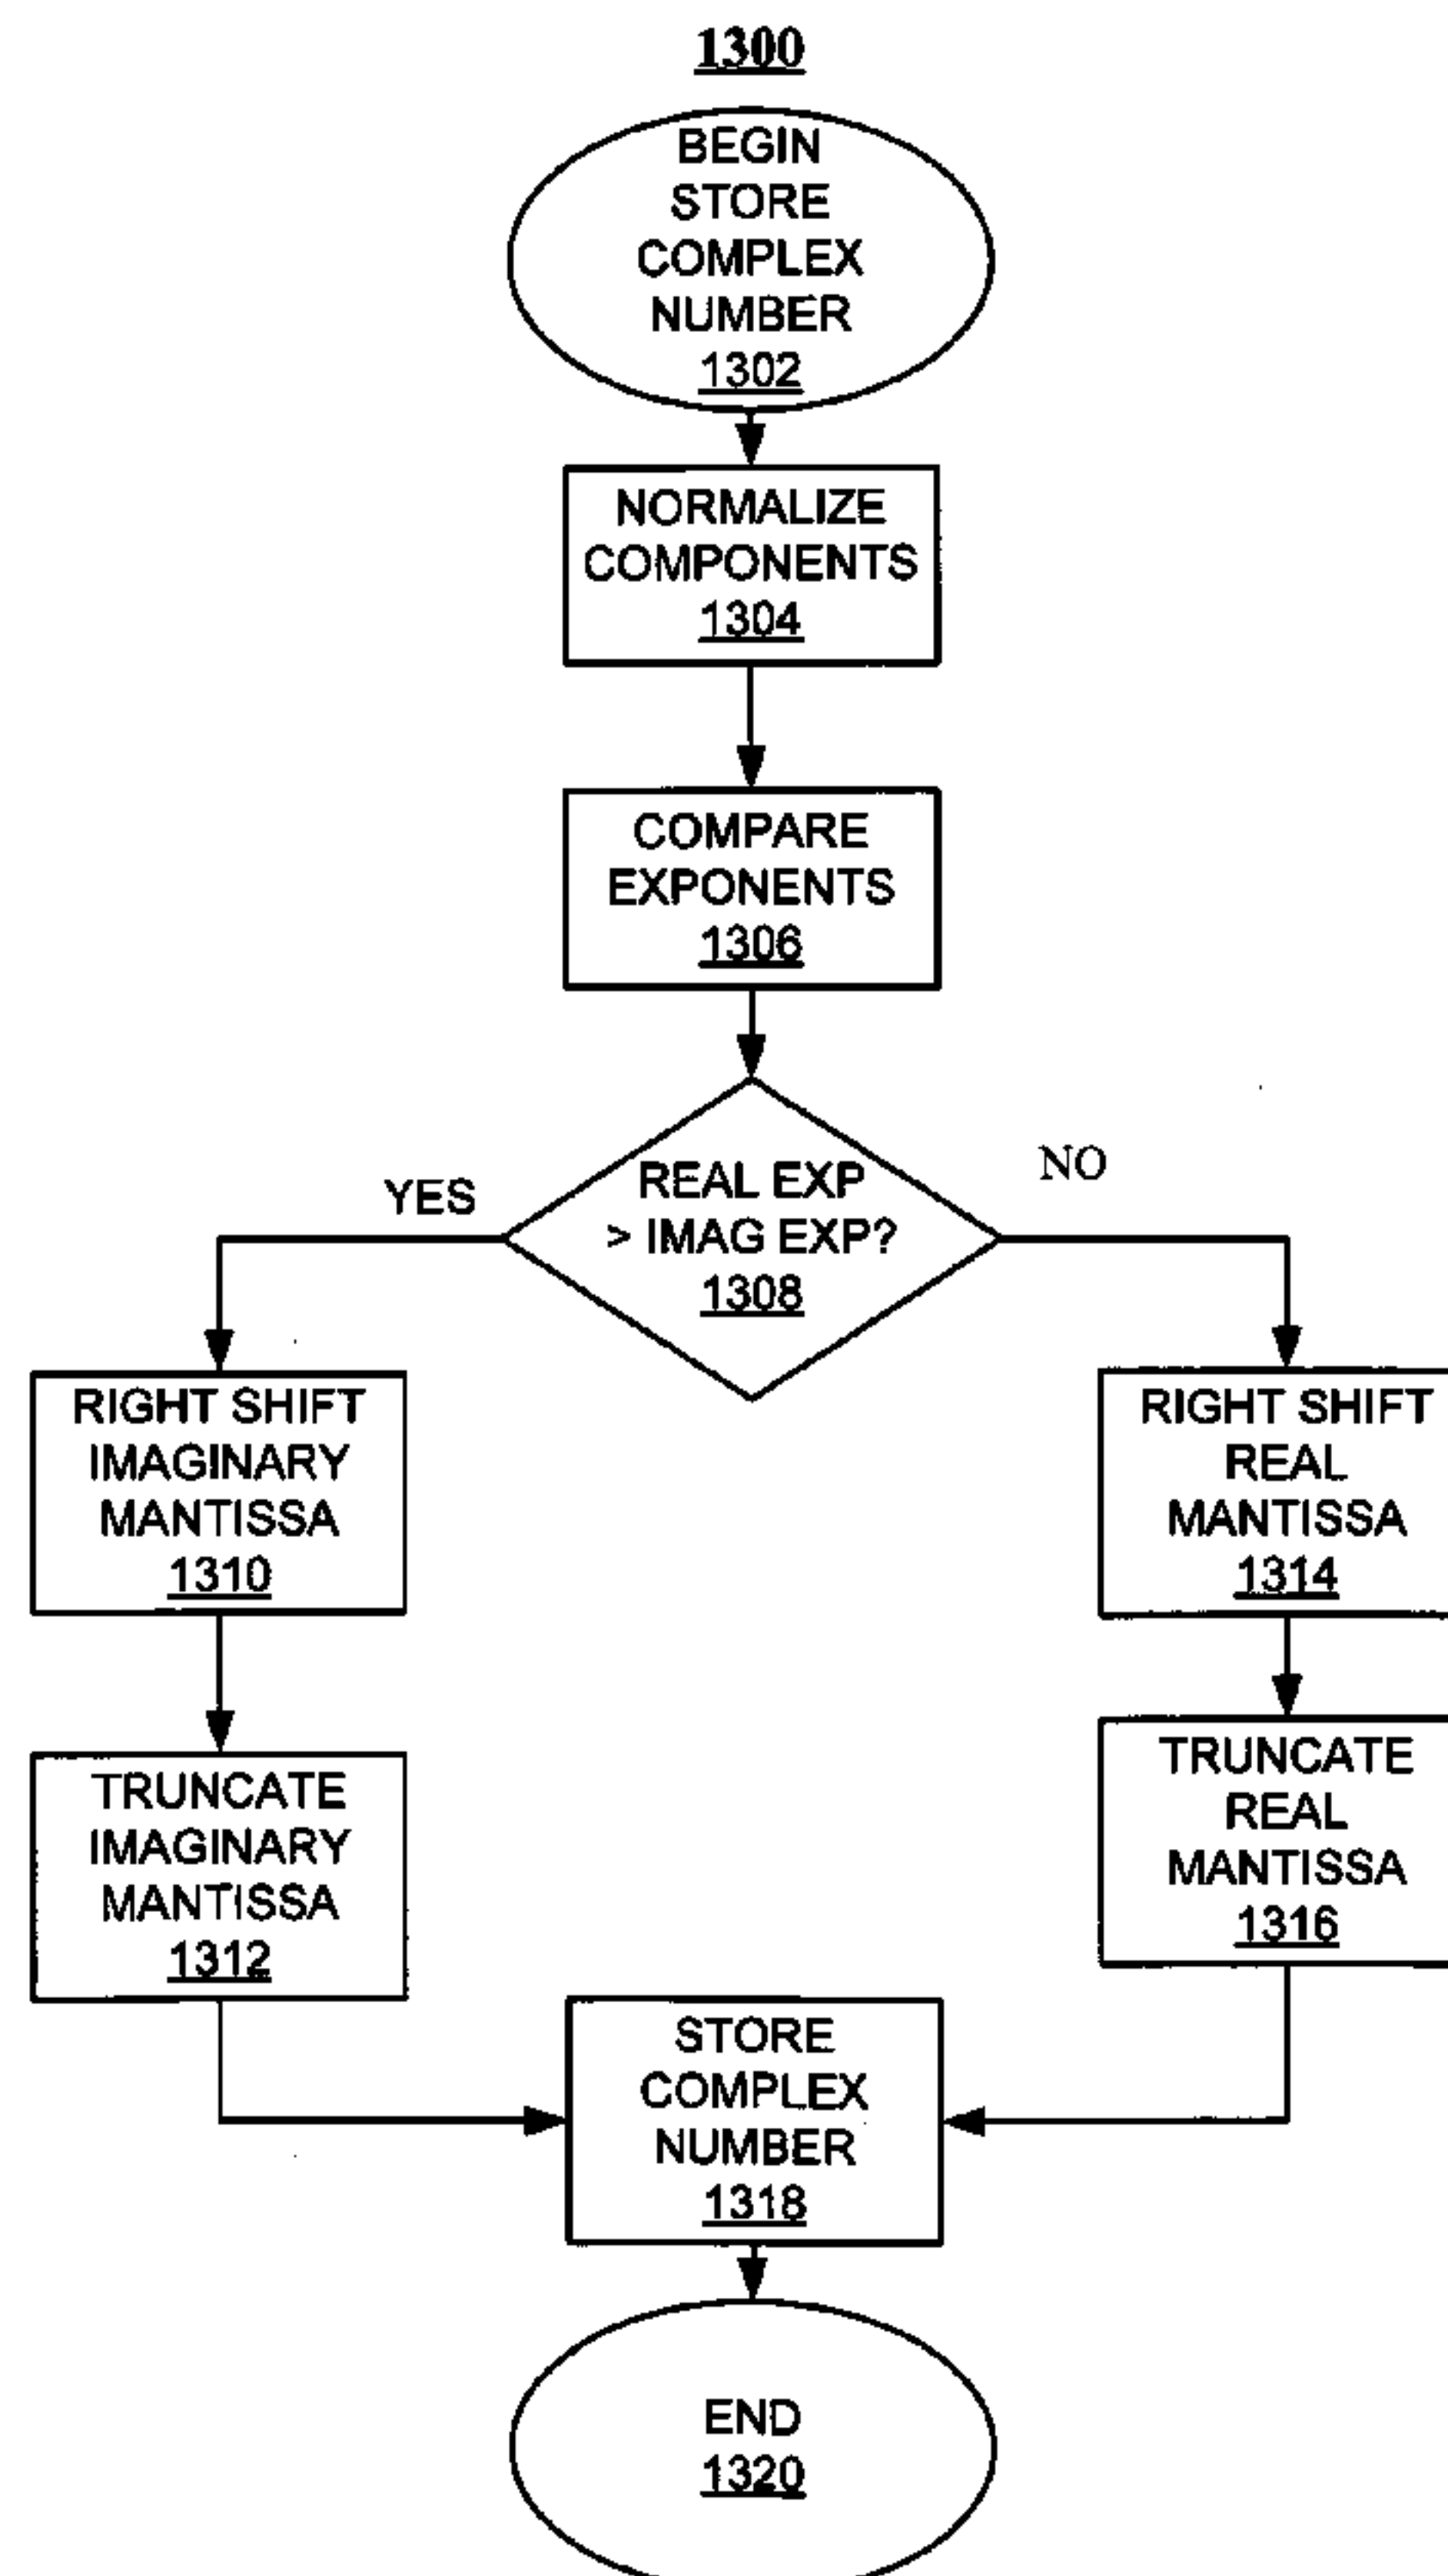 1300
BEGIN
STORE
COMPLEX
NUMBER
1302
NORMALIZE
COMPONENTS
1304
COMPARE
EXPONENTS
1306
REAL EXP
> IMAG EXP?
1308
YES
NO
RIGHT SHIFT
IMAGINARY
MANTISSA
1310
TRUNCATE
IMAGINARY
MANTISSA
1312
RIGHT SHIFT
REAL
MANTISSA
1314
TRUNCATE
REAL
MANTISSA
1316
STORE
COMPLEX
NUMBER
1318
END
1320